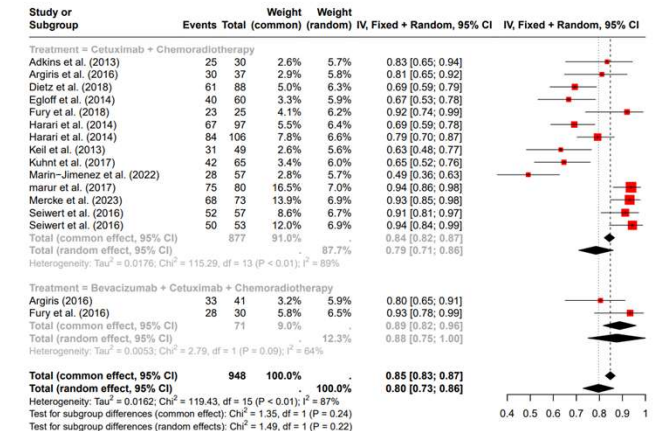 Study or Weight Weight
Subgroup Events Total (common) (random) IV, Fixed + Random, 95% CI IV, Fixed + Random, 95% CI
Treatment = Cetuximab + Chemoradiotherapy
Adkins et al. (2013) 25 30 2.6% 5.7% 0.83 [0.65; 0.94]
Argiris et al. (2016) 30 37 2.9% 5.8% 0.81 [0.65; 0.92]
Dietz et al. (2018) 61 88 5.0% 6.3% 0.69 [0.59; 0.79]
Egloff et al. (2014) 40 60 3.3% 5.9% 0.67 [0.53; 0.78]
Fury et al. (2018) 23 25 4.1% 6.2% 0.92 [0.74; 0.99]
Harari et al. (2014) 67 97 5.5% 6.4% 0.69 [0.59; 0.78]
Harari et al. (2014) 84 106 7.8% 6.6% 0.79 [0.70; 0.87]
Keil et al. (2013) 31 49 2.6% 5.7% 0.63 [0.48; 0.77]
Kuhnt et al. (2017) 42 65 3.4% 6.0% 0.65 [0.52; 0.76]
Marin-Jimenez et al. (2022) 28 57 2.8% 5.8% 0.49 [0.36; 0.63]
marur et al. (2017) 75 80 16.5% 7.0% 0.94 [0.86; 0.98]
Mercke et al. (2023) 68 73 13.9% 6.9% 0.93 [0.85; 0.98]
Seiwert et al. (2016) 52 57 8.6% 6.7% 0.91 [0.81; 0.97]
Seiwert et al. (2016) 50 53 12.0% 6.9% 0.94 [0.84; 0.99]
Total (common effect, 95% CI) 877 91.0% . 0.84 [0.82; 0.87]
Total (random effect, 95% CI) . 87.7% 0.79 [0.71; 0.86]
Heterogeneity: Tau² = 0.0176; Chi² = 115.29, df = 13 (P < 0.01); I² = 89%
Treatment = Bevacizumab + Cetuximab + Chemoradiotherapy
Argiris (2016) 33 41 3.2% 5.9% 0.80 [0.65; 0.91]
Fury et al. (2016) 28 30 5.8% 6.5% 0.93 [0.78; 0.99]
Total (common effect, 95% CI) 71 9.0% . 0.89 [0.82; 0.96]
Total (random effect, 95% CI) . 12.3% 0.88 [0.75; 1.00]
Heterogeneity: Tau² = 0.0053; Chi² = 2.79, df = 1 (P = 0.09); I² = 64%
Total (common effect, 95% CI) 948 100.0% . 0.85 [0.83; 0.87]
Total (random effect, 95% CI) . 100.0% 0.80 [0.73; 0.86]
Heterogeneity: Tau² = 0.0162; Chi² = 119.43, df = 15 (P < 0.01); I² = 87%
Test for subgroup differences (common effect): Chi² = 1.35, df = 1 (P = 0.24)
Test for subgroup differences (random effects): Chi² = 1.49, df = 1 (P = 0.22)
0.4 0.5 0.6 0.7 0.8 0.9 1